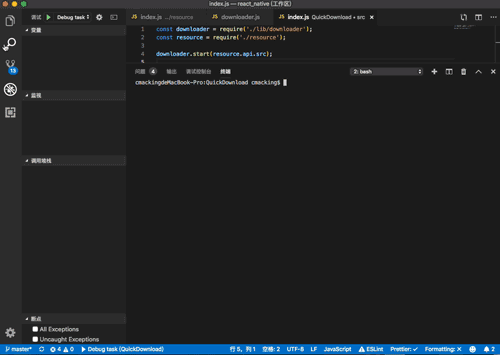 index.js — react_native (工作区)
调试 Debug task
index.js .../resource
downloader.js
index.js QuickDownload • src
变量
1 const downloader = require('./lib/downloader');
2 const resource = require('./resource');
3
4 downloader.start(resource.api.src);
5
问题 4 输出 调试控制台 终端
2: bash
cmackingdeMacBook-Pro:QuickDownload cmacking$
13
监视
调用堆栈
断点
All Exceptions
Uncaught Exceptions
master* 4 0 Debug task (QuickDownload) 行 5, 列 1 空格: 2 UTF-8 LF JavaScript ESLint Prettier: ✓ Formatting: ✕ 2